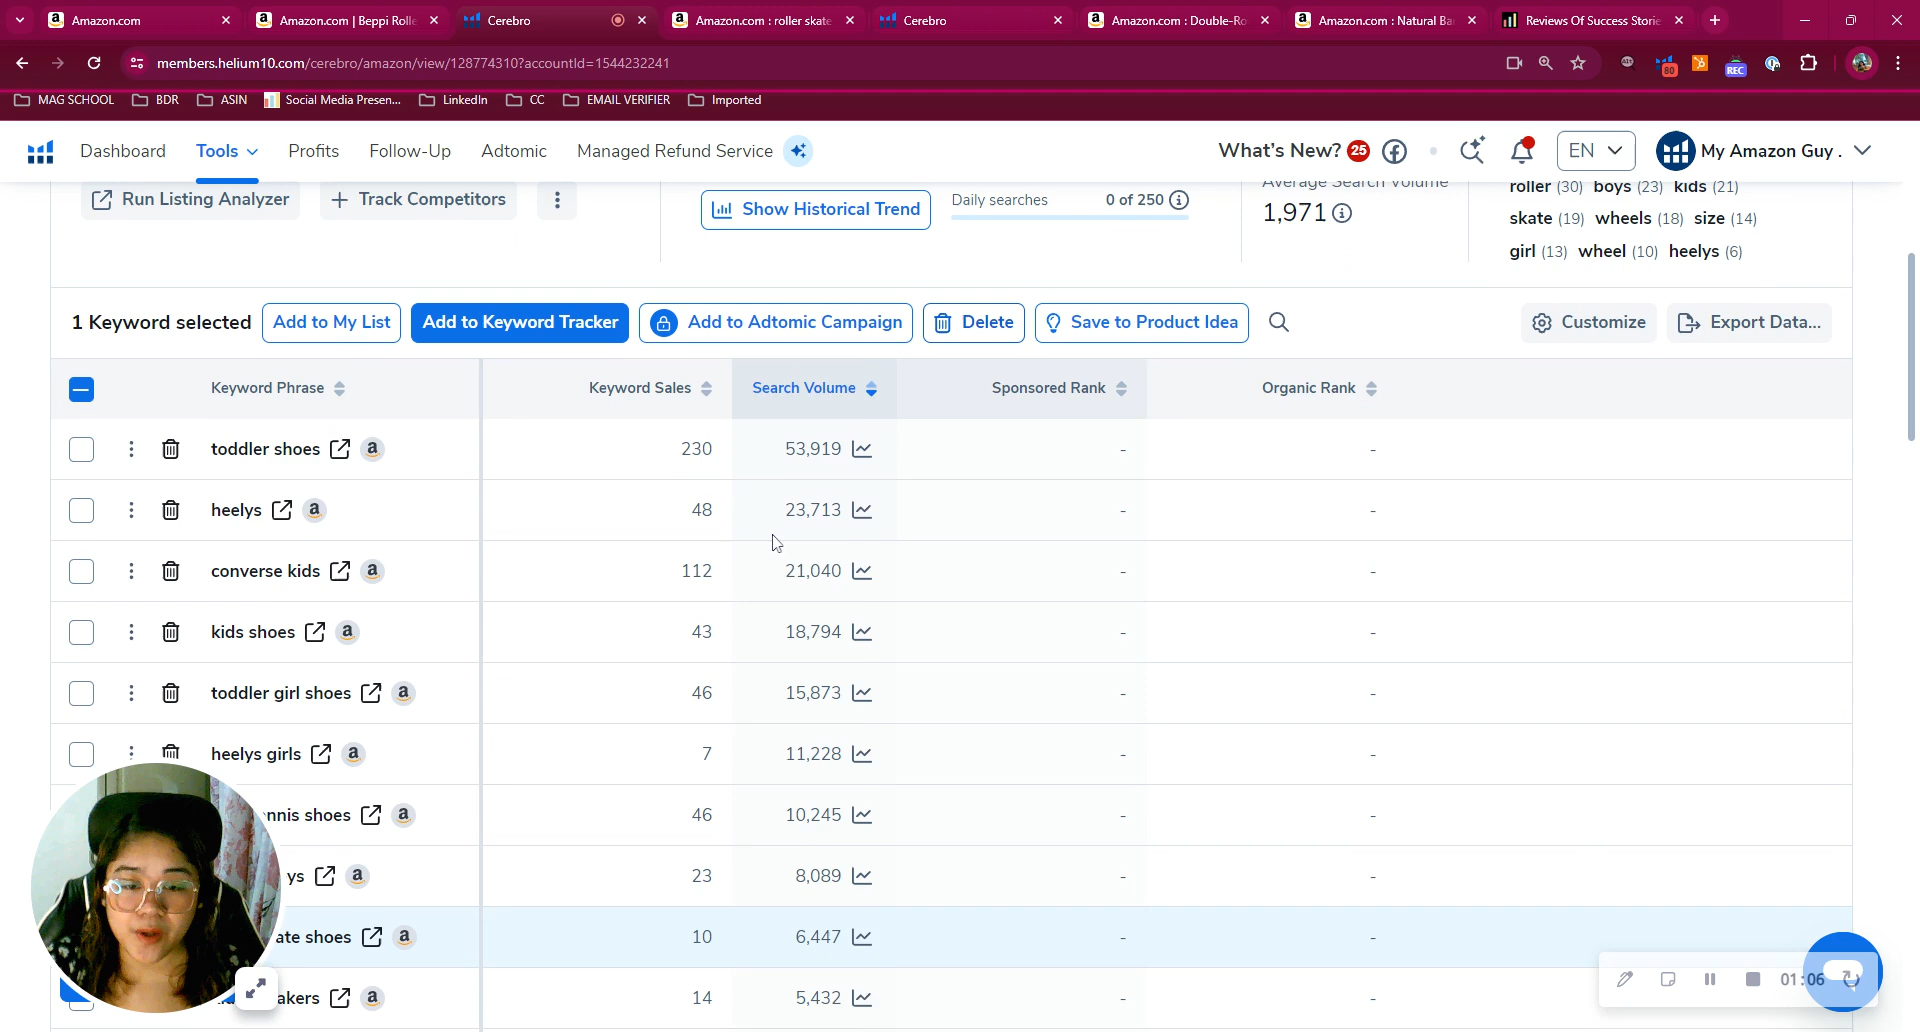 Amazon.com
Amazon.com | Beppi Rolle
Cerebro
Amazon.com : roller skate
Cerebro
Amazon.com : Double-Ro
Amazon.com : Natural Ba
Reviews Of Success Storie
members.helium10.com/cerebro/amazon/view/128774310?accountId=1544232241
80
REC
MAG SCHOOL
BDR
ASIN
Social Media Presen...
LinkedIn
CC
EMAIL VERIFIER
Imported
Dashboard
Tools
Profits
Follow-Up
Adtomic
Managed Refund Service
What's New? 25
EN
My Amazon Guy .
Run Listing Analyzer
+ Track Competitors
Show Historical Trend
Daily searches 0 of 250
Average Search Volume
1,971
roller (30) boys (23) kids (21)
skate (19) wheels (18) size (14)
girl (13) wheel (10) heelys (6)
1 Keyword selected
Add to My List
Add to Keyword Tracker
Add to Adtomic Campaign
Delete
Save to Product Idea
Customize
Export Data...
Keyword Phrase Keyword Sales Search Volume Sponsored Rank Organic Rank
toddler shoes a 230 53,919 - -
heelys a 48 23,713 - -
converse kids a 112 21,040 - -
kids shoes a 43 18,794 - -
toddler girl shoes a 46 15,873 - -
heelys girls a 7 11,228 - -
nnis shoes a 46 10,245 - -
ys a 23 8,089 - -
ate shoes a 10 6,447 - -
akers a 14 5,432 - -
01:06